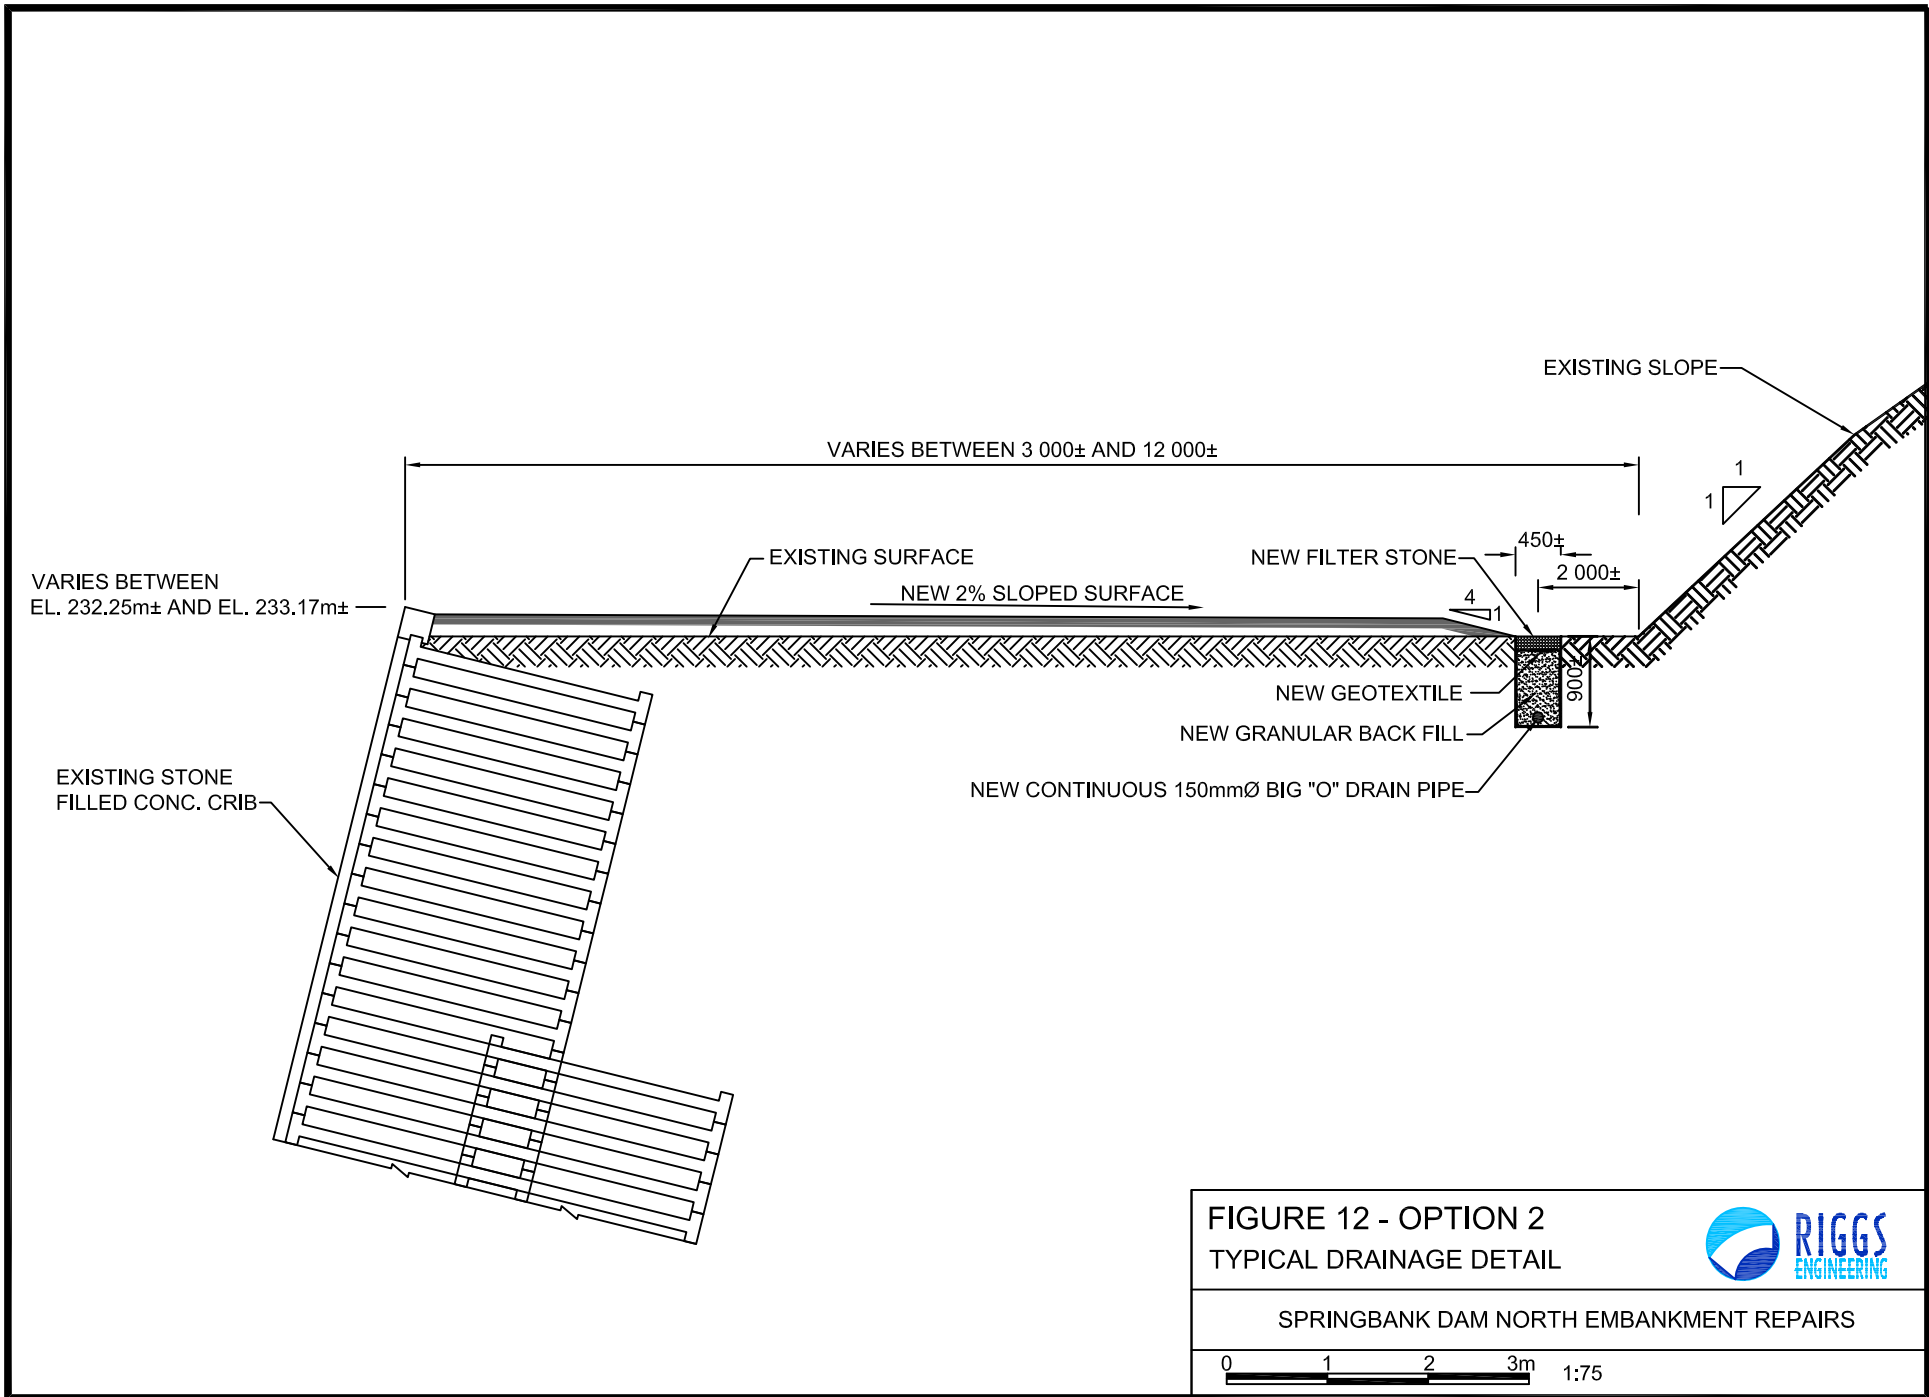 EXISTING SLOPE
VARIES BETWEEN 3 000± AND 12 000±
1
1
450±
EXISTING SURFACE
NEW FILTER STONE
2 000±
VARIES BETWEEN
EL. 232.25m± AND EL. 233.17m±
NEW 2% SLOPED SURFACE
4
1
900±
NEW GEOTEXTILE
NEW GRANULAR BACK FILL
EXISTING STONE
FILLED CONC. CRIB
NEW CONTINUOUS 150mmØ BIG "O" DRAIN PIPE
FIGURE 12 - OPTION 2
TYPICAL DRAINAGE DETAIL
RIGGS
ENGINEERING
SPRINGBANK DAM NORTH EMBANKMENT REPAIRS
0 1 2 3m 1:75